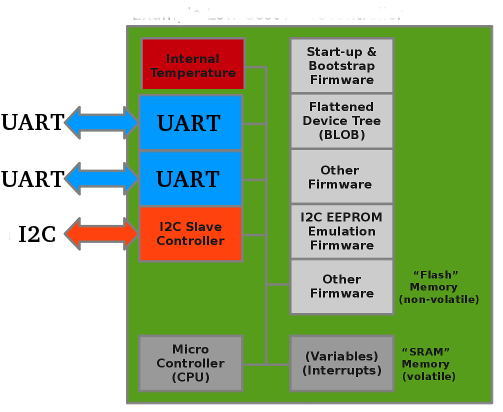 Internal
Temperature
Start-up &
Bootstrap
Firmware
UART
UART
Flattened
Device Tree
(BLOB)
UART
UART
Other
Firmware
I2C
I2C Slave
Controller
I2C EEPROM
Emulation
Firmware
Other
Firmware
“Flash”
Memory
(non-volatile)
Micro
Controller
(CPU)
(Variables)
(Interrupts)
“SRAM”
Memory
(volatile)